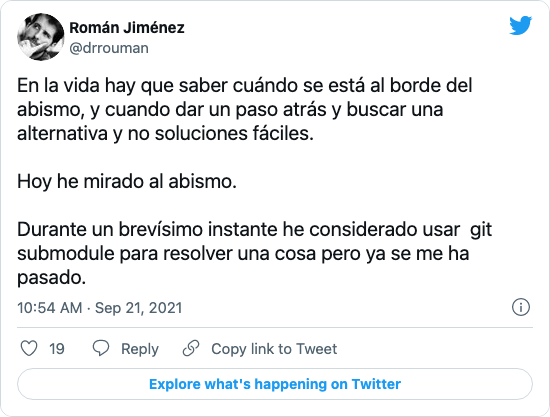 Román Jiménez
@drrouman
En la vida hay que saber cuándo se está al borde del
abismo, y cuando dar un paso atrás y buscar una
alternativa y no soluciones fáciles.
Hoy he mirado al abismo.
Durante un brevísimo instante he considerado usar  git
submodule para resolver una cosa pero ya se me ha
pasado.
10:54 AM · Sep 21, 2021
19 Reply Copy link to Tweet
Explore what's happening on Twitter